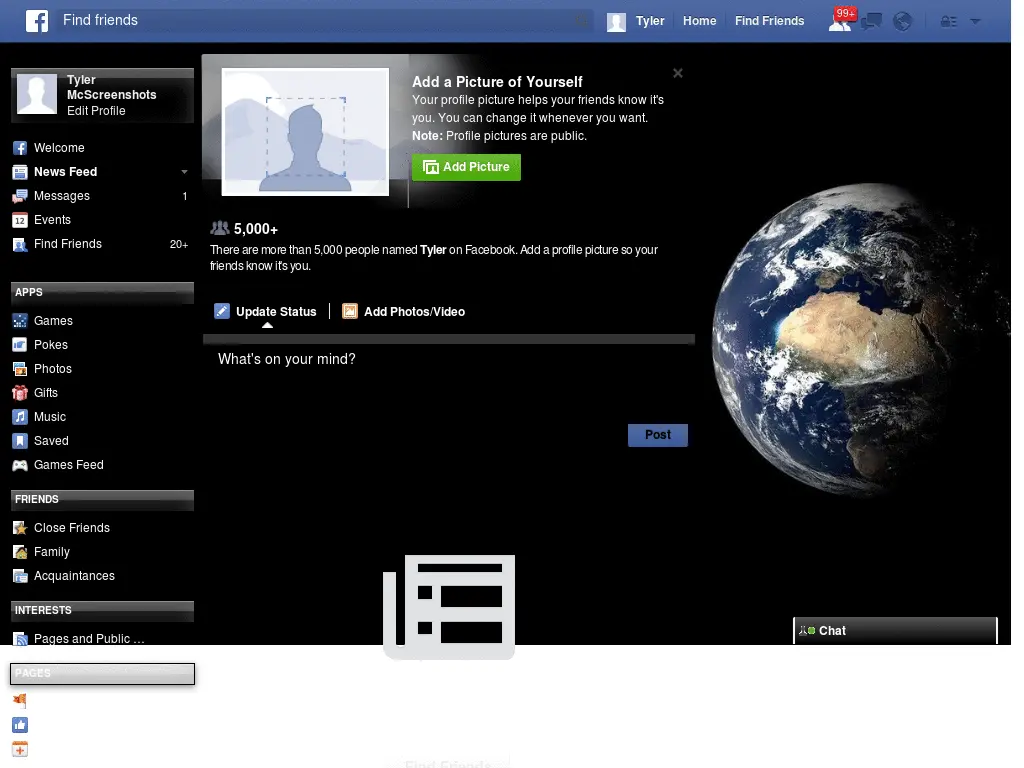 f Find friends
Tyler Home Find Friends 99+
Tyler
McScreenshots
Edit Profile
Welcome
News Feed
Messages 1
12 Events
Find Friends 20+
APPS
Games
Pokes
Photos
Gifts
Music
Saved
Games Feed
FRIENDS
Close Friends
Family
Acquaintances
INTERESTS
Pages and Public …
PAGES
Add a Picture of Yourself
Your profile picture helps your friends know it's
you. You can change it whenever you want.
Note: Profile pictures are public.
Add Picture
5,000+
There are more than 5,000 people named Tyler on Facebook. Add a profile picture so your
friends know it's you.
Update Status Add Photos/Video
What's on your mind?
Post
Find Friends
Chat